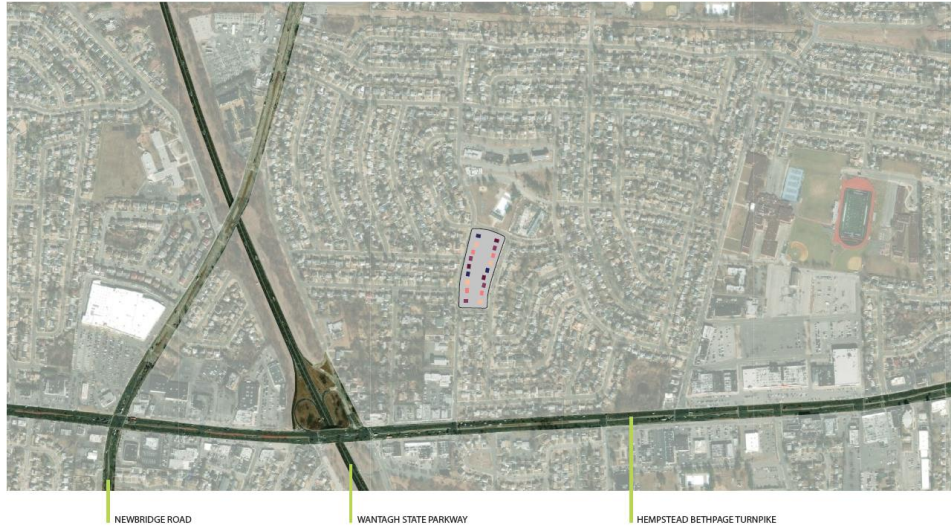 NEWBRIDGE ROAD
WANTAGH STATE PARKWAY
HEMPSTEAD BETHPAGE TURNPIKE